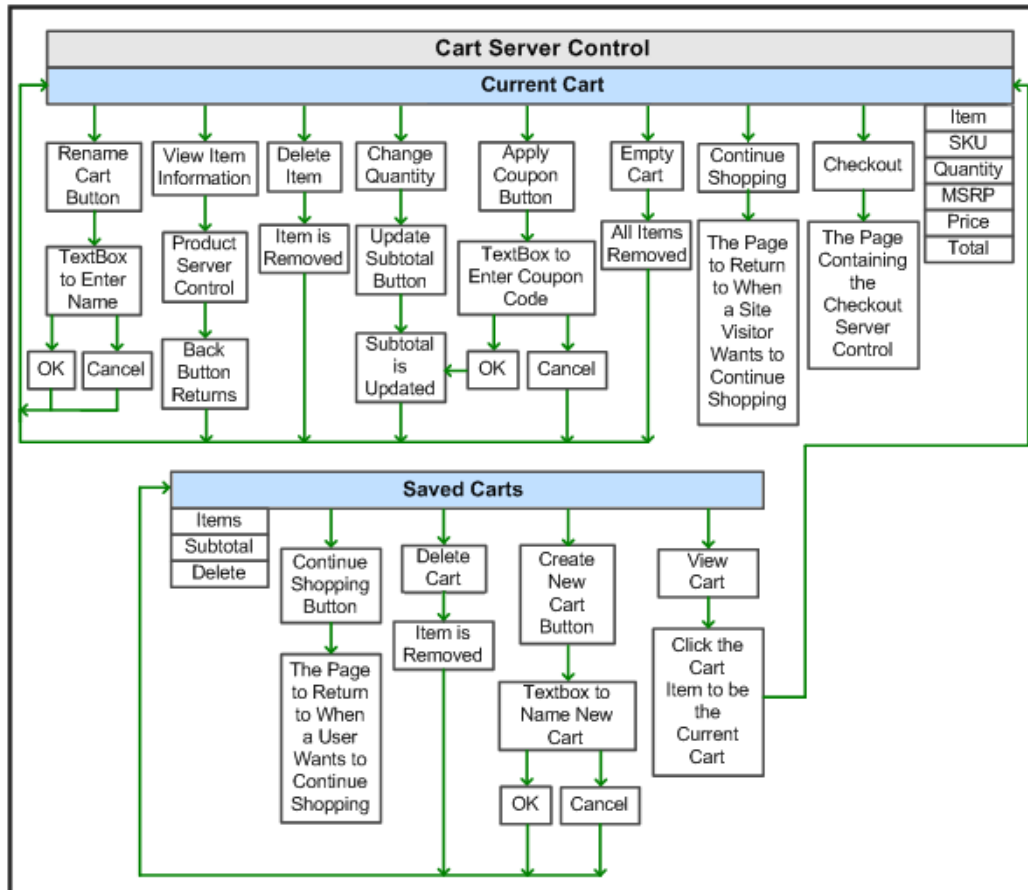 Cart Server Control
Current Cart
Rename
Cart
Button
TextBox
to Enter
Name
OK
Cancel
View Item
Information
Product
Server
Control
Back
Button
Returns
Delete
Item
Item is
Removed
Change
Quantity
Update
Subtotal
Button
Subtotal
is
Updated
Apply
Coupon
Button
TextBox to
Enter Coupon
Code
OK
Cancel
Empty
Cart
All Items
Removed
Continue
Shopping
The Page
to Return
to When
a Site
Visitor
Wants to
Continue
Shopping
Checkout
The Page
Containing
the
Checkout
Server
Control
Item
SKU
Quantity
MSRP
Price
Total
Saved Carts
Items
Subtotal
Delete
Continue
Shopping
Button
The Page
to Return
to When
a User
Wants to
Continue
Shopping
Delete
Cart
Item is
Removed
Create
New
Cart
Button
Textbox to
Name New
Cart
OK
Cancel
View
Cart
Click the
Cart
Item to be
the
Current
Cart